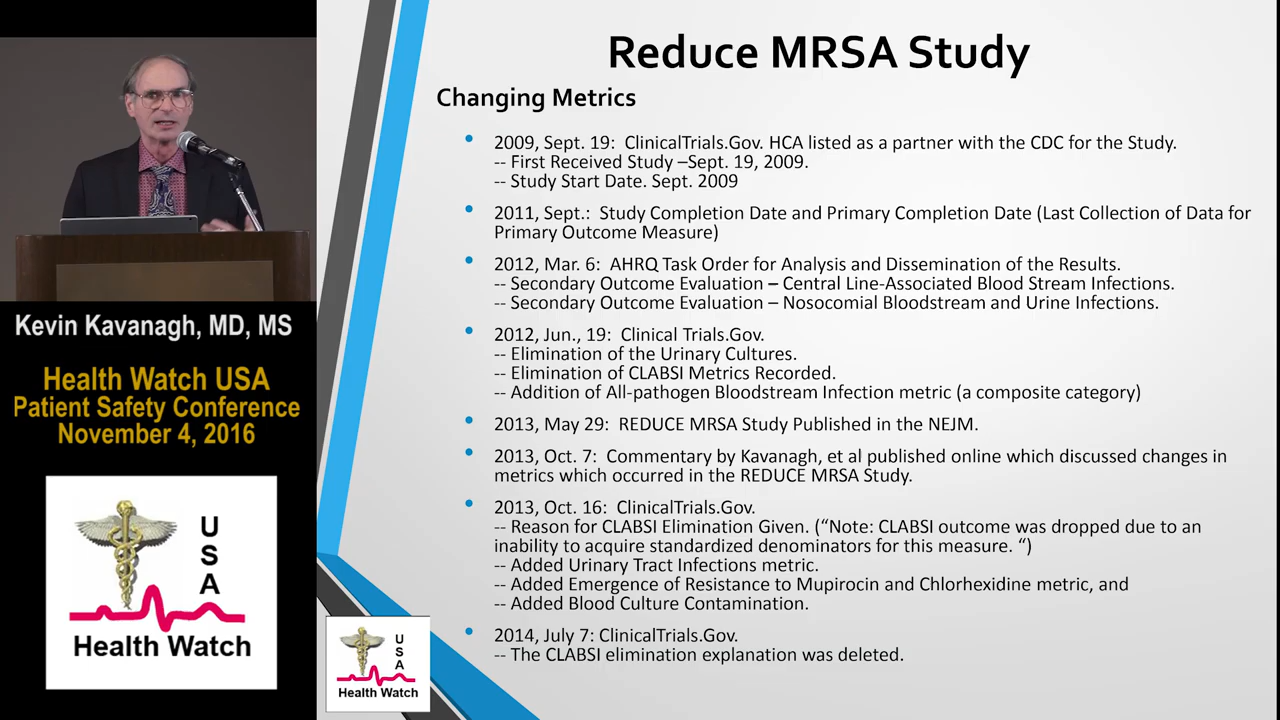 Reduce MRSA Study
Changing Metrics
• 2009, Sept. 19: ClinicalTrials.Gov. HCA listed as a partner with the CDC for the Study.
-- First Received Study –Sept. 19, 2009.
-- Study Start Date. Sept. 2009
• 2011, Sept.: Study Completion Date and Primary Completion Date (Last Collection of Data for
Primary Outcome Measure)
• 2012, Mar. 6: AHRQ Task Order for Analysis and Dissemination of the Results.
-- Secondary Outcome Evaluation – Central Line-Associated Blood Stream Infections.
-- Secondary Outcome Evaluation – Nosocomial Bloodstream and Urine Infections.
• 2012, Jun., 19: Clinical Trials.Gov.
-- Elimination of the Urinary Cultures.
-- Elimination of CLABSI Metrics Recorded.
-- Addition of All-pathogen Bloodstream Infection metric (a composite category)
• 2013, May 29: REDUCE MRSA Study Published in the NEJM.
• 2013, Oct. 7: Commentary by Kavanagh, et al published online which discussed changes in
metrics which occurred in the REDUCE MRSA Study.
• 2013, Oct. 16: ClinicalTrials.Gov.
-- Reason for CLABSI Elimination Given. (“Note: CLABSI outcome was dropped due to an
inability to acquire standardized denominators for this measure. “)
-- Added Urinary Tract Infections metric.
-- Added Emergence of Resistance to Mupirocin and Chlorhexidine metric, and
-- Added Blood Culture Contamination.
• 2014, July 7: ClinicalTrials.Gov.
-- The CLABSI elimination explanation was deleted.
Kevin Kavanagh, MD, MS
Health Watch USA
Patient Safety Conference
November 4, 2016
U
S
A
Health Watch
U
S
A
Health Watch